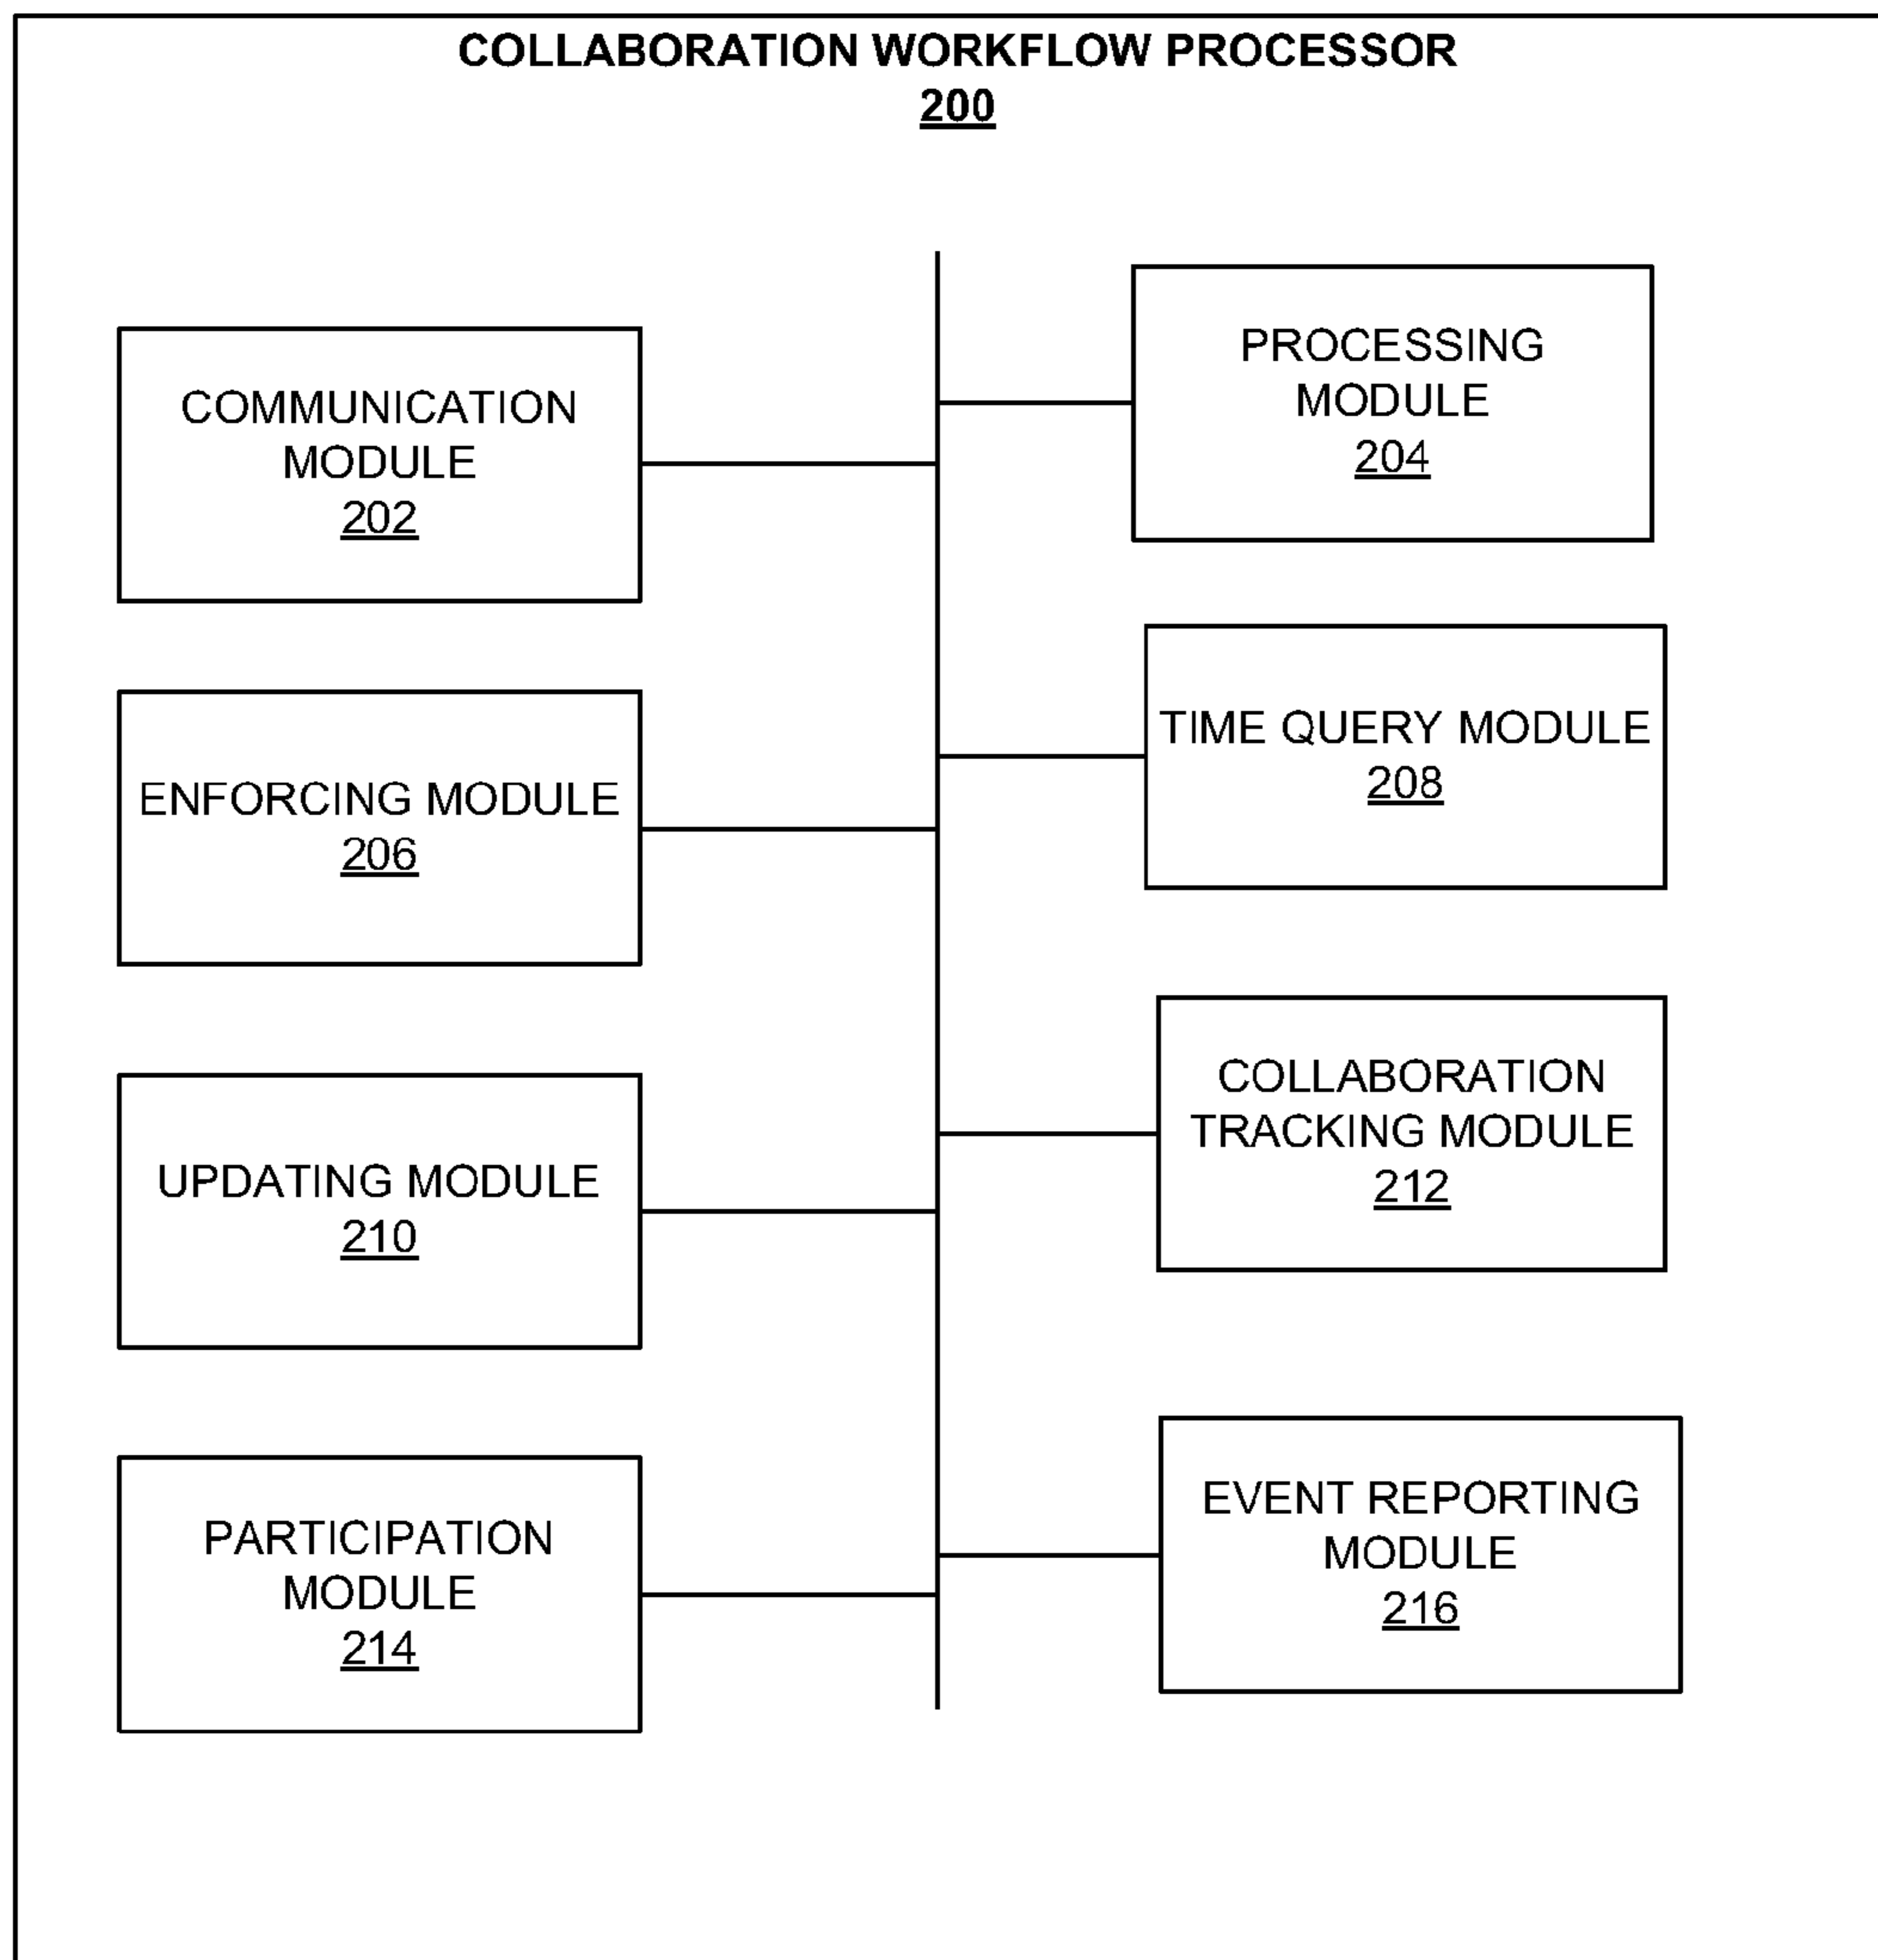 COLLABORATION WORKFLOW PROCESSOR
200
COMMUNICATION
MODULE
202
PROCESSING
MODULE
204
ENFORCING MODULE
206
TIME QUERY MODULE
208
UPDATING MODULE
210
COLLABORATION
TRACKING MODULE
212
PARTICIPATION
MODULE
214
EVENT REPORTING
MODULE
216